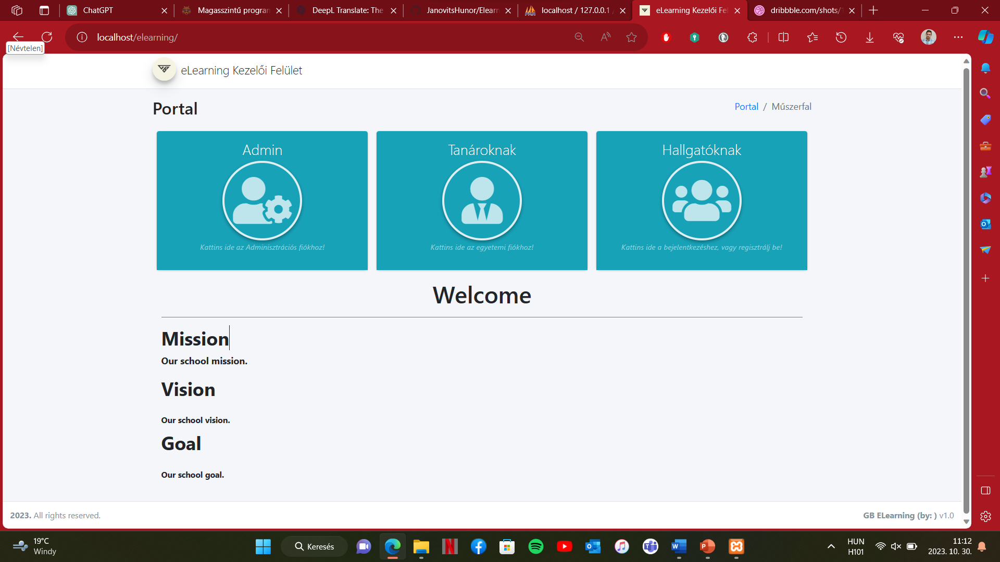 ChatGPT
Magasszintű program
DeepL Translate: The
JanovitsHunor/Elearn
localhost / 127.0.0.1 /
eLearning Kezelői Fel
dribbble.com/shots/1
localhost/elearning/
[Névtelen]
eLearning Kezelői Felület
Portal
Portal / Műszerfal
Admin
Tanároknak
Hallgatóknak
Kattins ide az Adminisztrációs fiókhoz!
Kattins ide az egyetemi fiókhoz!
Kattins ide a bejelentkezéshez, vagy regisztrálj be!
Welcome
Mission
Our school mission.
Vision
Our school vision.
Goal
Our school goal.
2023. All rights reserved.
GB ELearning (by: ) v1.0
19°C
Windy
Keresés
HUN
H101
11:12
2023. 10. 30.